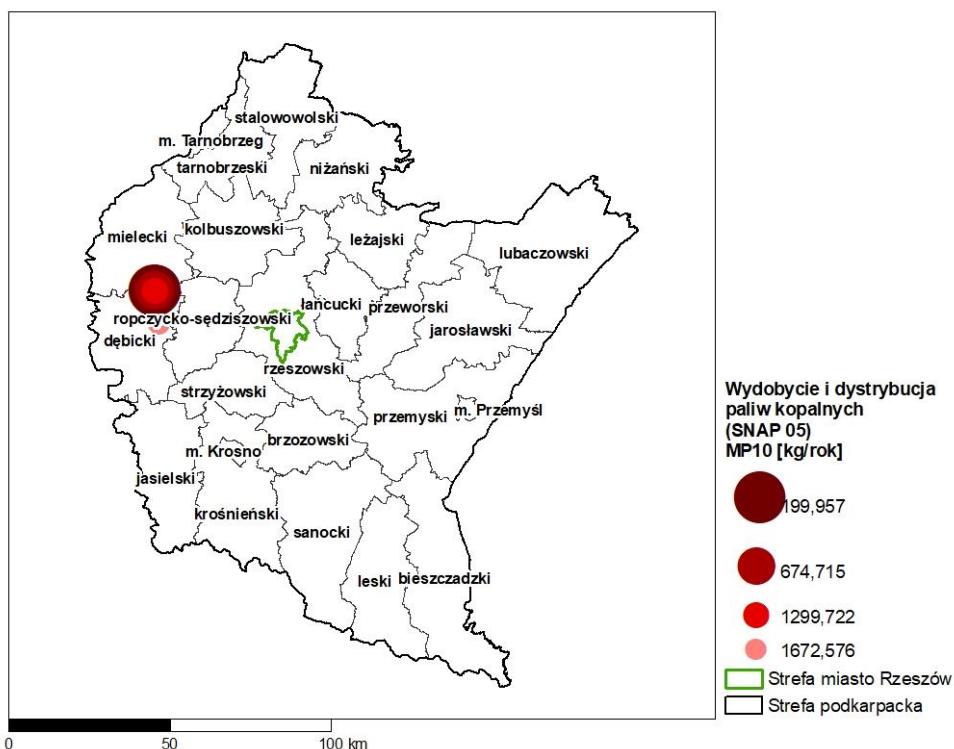 stalowowolski
m. Tarnobrzeg
tarnobrzeski
niżański
kolbuszowski
mielecki
leżajski
lubaczowski
łańcucki
przeworski
ropczycko-sędziszowski
jarosławski
dębicki
rzeszowski
strzyżowski
przemyski
m. Przemyśl
brzozowski
m. Krosno
jasielski
krośnieński
sanocki
leski
bieszczadzki
Wydobycie i dystrybucja
paliw kopalnych
(SNAP 05)
MP10 [kg/rok]
199,957
674,715
1299,722
1672,576
Strefa miasto Rzeszów
Strefa podkarpacka
0 50 100 km